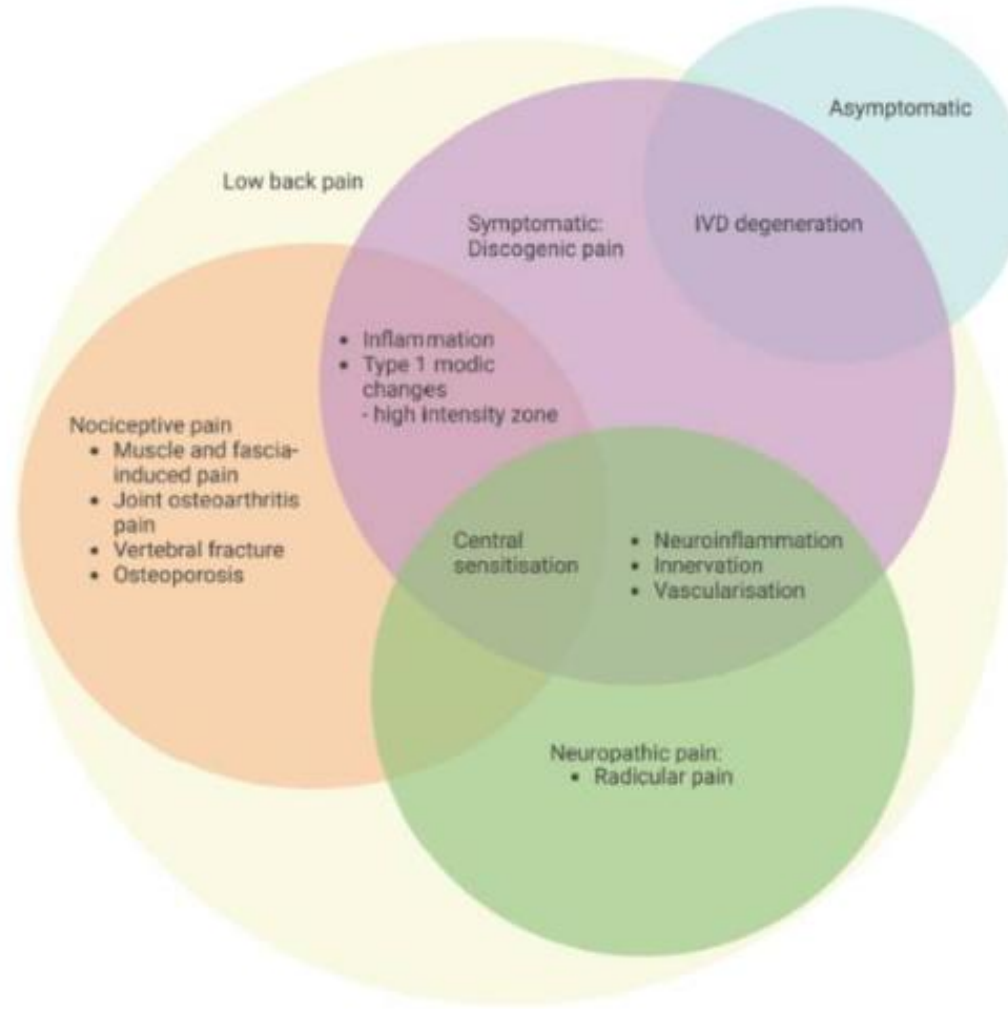 Asymptomatic
Low back pain
Symptomatic:
Discogenic pain
IVD degeneration
• Inflammation
• Type 1 modic
changes
- high intensity zone
Nociceptive pain
• Muscle and fascia-
induced pain
• Joint osteoarthritis
pain
• Vertebral fracture
• Osteoporosis
Central
sensitisation
• Neuroinflammation
• Innervation
• Vascularisation
Neuropathic pain:
• Radicular pain